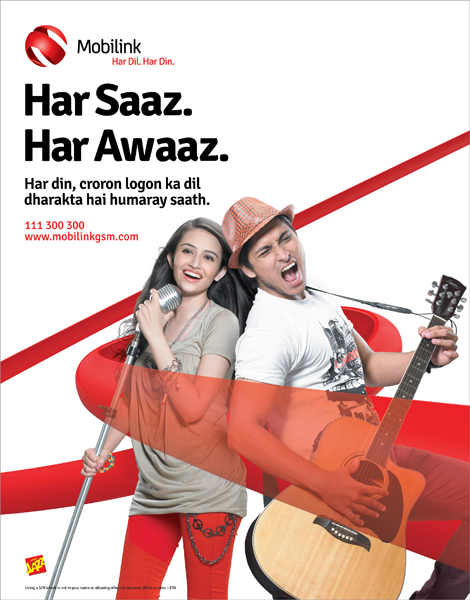 Mobilink
Har Dil. Har Din.
Har Saaz.
Har Awaaz.
Har din, croron logon ka dil
dharakta hai humaray saath.
111 300 300
www.mobilinkgsm.com
JAZZ